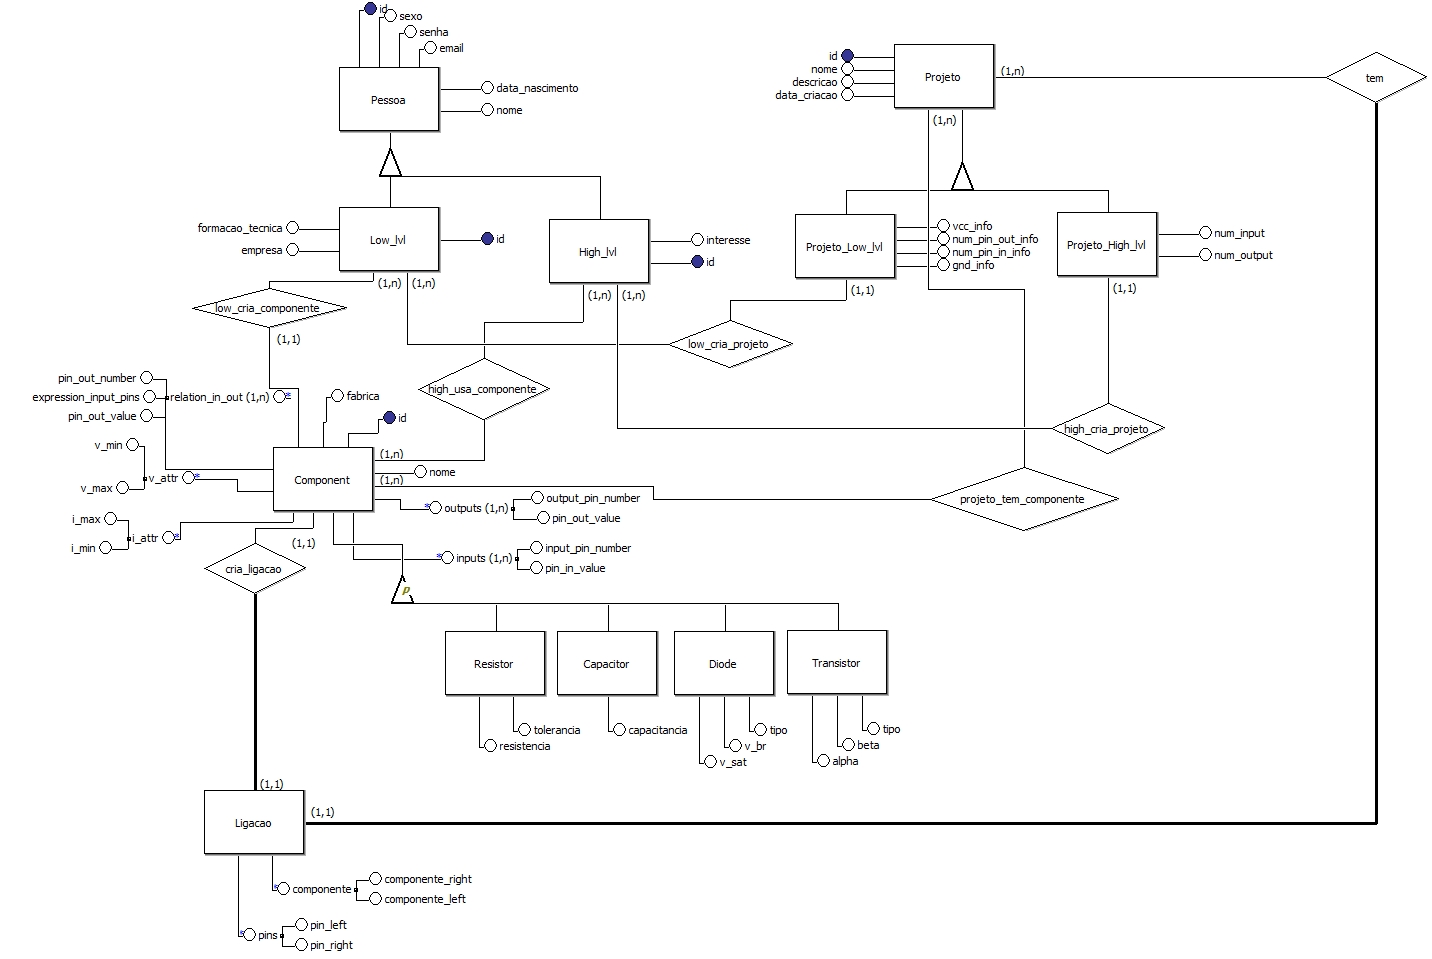 id
sexo
senha
email
Pessoa
data_nascimento
nome
id
nome
descricao
data_criacao
Projeto
(1,n)
tem
(1,n)
formacao_tecnica
empresa
Low_lvl
id
High_lvl
interesse
id
Projeto_Low_lvl
vcc_info
num_pin_out_info
num_pin_in_info
gnd_info
Projeto_High_lvl
num_input
num_output
(1,n) (1,n)
(1,n) (1,n)
(1,1)
(1,1)
low_cria_componente
(1,1)
low_cria_projeto
high_usa_componente
high_cria_projeto
pin_out_number
expression_input_pins
pin_out_value
relation_in_out (1,n)
*
fabrica
id
v_min
v_max
v_attr
*
Component
(1,n)
nome
(1,n)
projeto_tem_componente
*
outputs (1,n)
output_pin_number
pin_out_value
i_max
i_min
i_attr
*
(1,1)
*
inputs (1,n)
input_pin_number
pin_in_value
cria_ligacao
p
Resistor
Capacitor
Diode
Transistor
tolerancia
resistencia
capacitancia
tipo
v_br
v_sat
tipo
beta
alpha
(1,1)
Ligacao
(1,1)
*
componente
componente_right
componente_left
*
pins
pin_left
pin_right